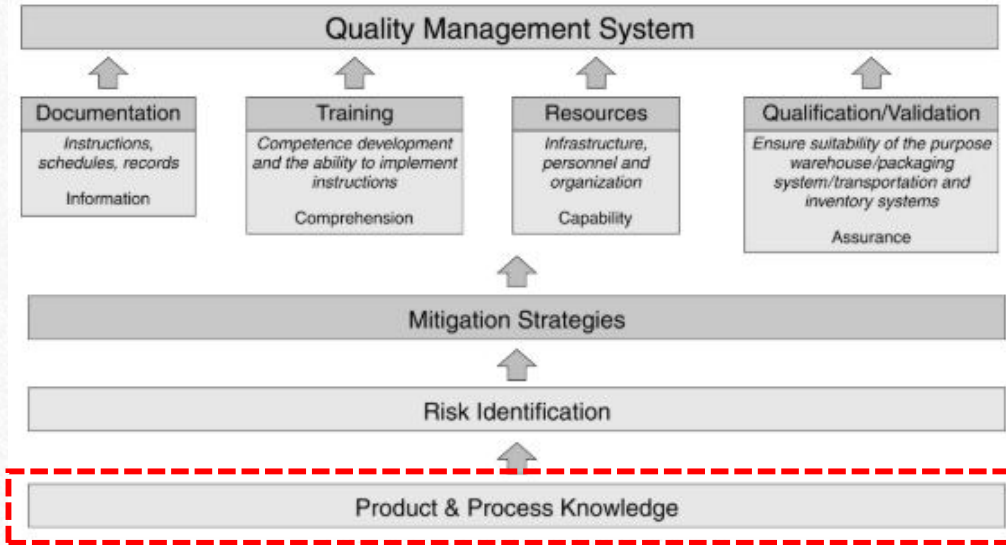 Quality Management System
Documentation
Instructions,
schedules, records
Information
Training
Competence development
and the ability to implement
instructions
Comprehension
Resources
Infrastructure,
personnel and
organization
Capability
Qualification/Validation
Ensure suitability of the purpose
warehouse/packaging
system/transportation and
inventory systems
Assurance
Mitigation Strategies
Risk Identification
Product & Process Knowledge